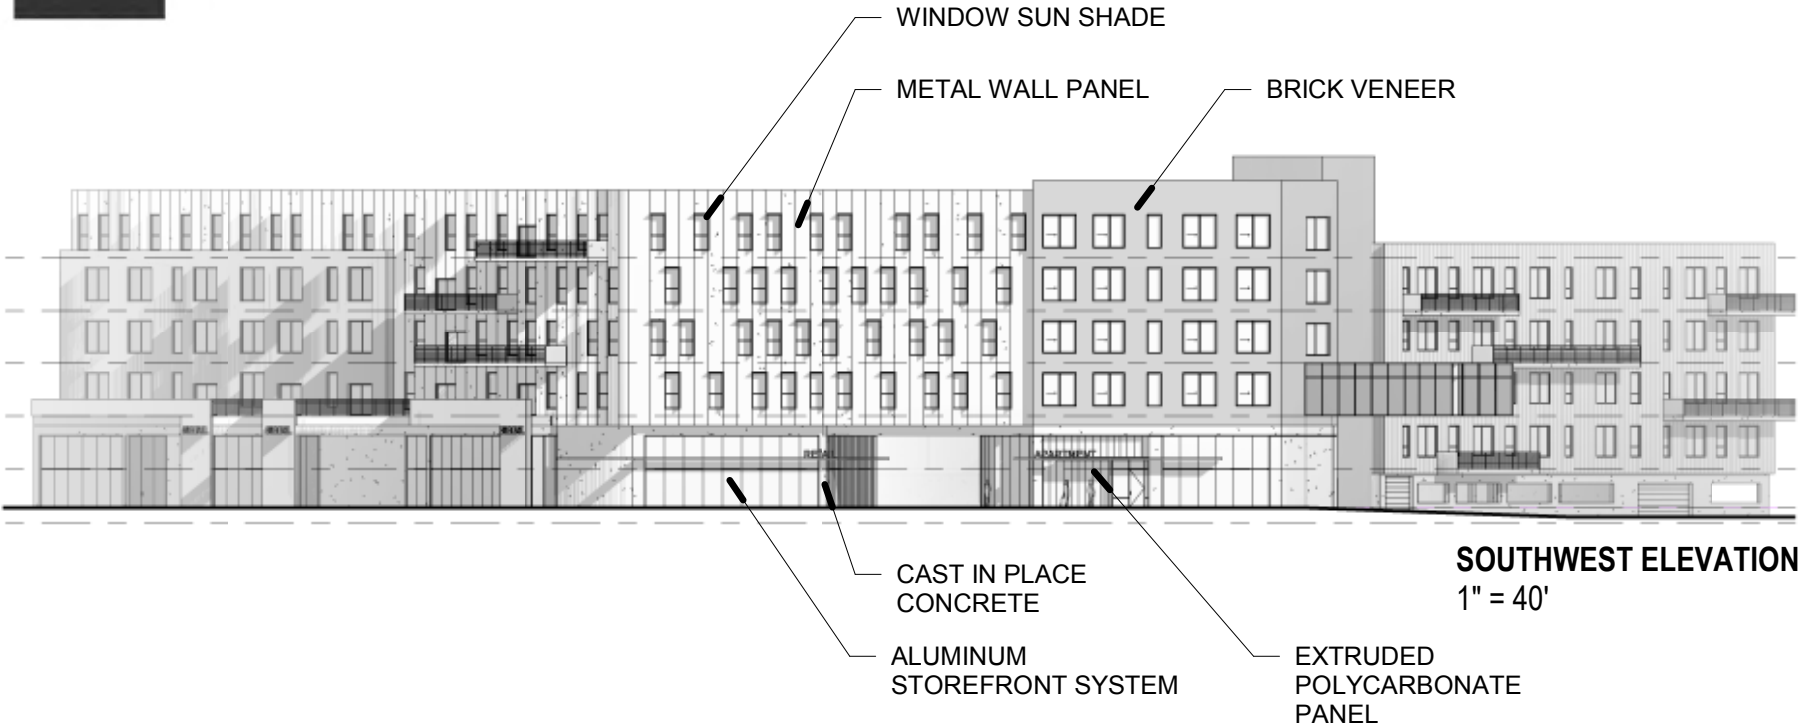 WINDOW SUN SHADE
METAL WALL PANEL
BRICK VENEER
RETAIL
APARTMENT
SOUTHWEST ELEVATION
1" = 40'
CAST IN PLACE
CONCRETE
ALUMINUM
STOREFRONT SYSTEM
EXTRUDED
POLYCARBONATE
PANEL